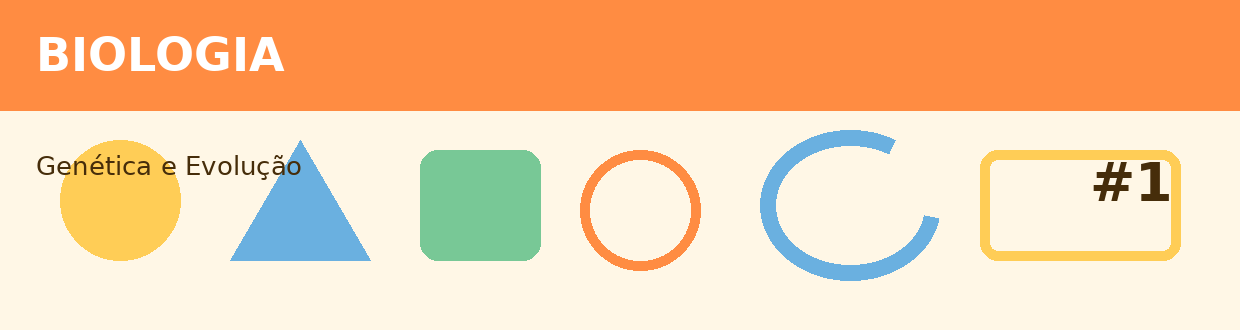 BIOLOGIA
Genética e Evolução
#1